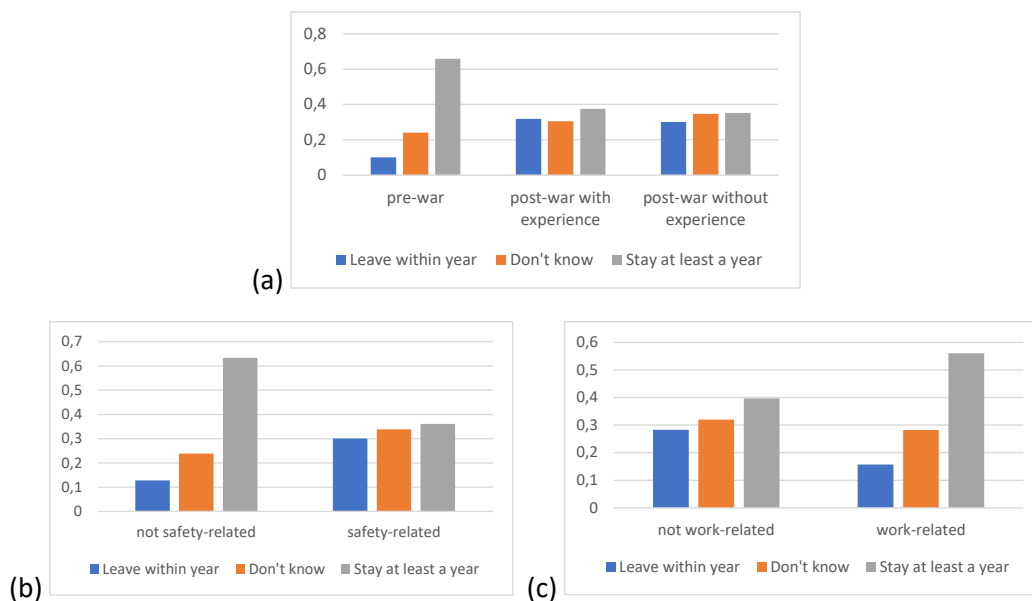 0,8
0,6
0,4
0,2
0
pre-war
post-war with experience
post-war without experience
Leave within year Don't know Stay at least a year
(a)
0,7
0,6
0,5
0,4
0,3
0,2
0,1
0
not safety-related safety-related
Leave within year Don't know Stay at least a year
(b)
0,6
0,5
0,4
0,3
0,2
0,1
0
not work-related work-related
Leave within year Don't know Stay at least a year
(c)